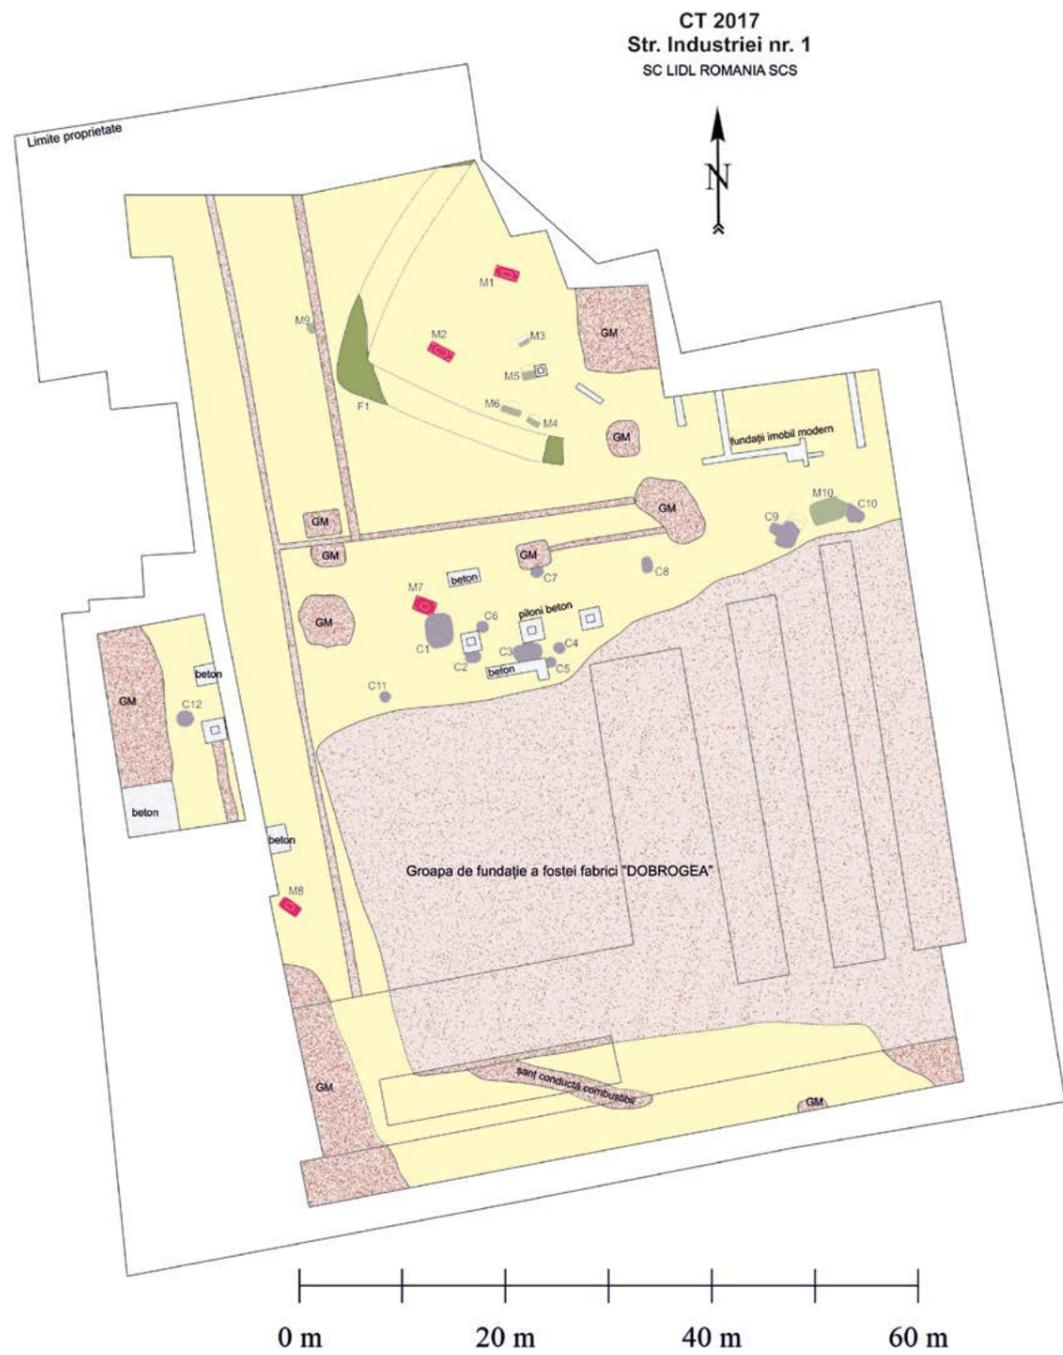 CT 2017
Str. Industriei nr. 1
SC LIDL ROMANIA SCS
N
Limite proprietate
M1
M9
M2
M3
GM
M5
F1
M6
M4
GM
fundații imobil modern
GM
GM
M10
C10
C9
GM
GM
C7
C8
beton
M7
piloni beton
GM
C6
C1
C3
C4
C2
beton
C5
C11
beton
GM
C12
beton
beton
Groapa de fundație a fostei fabrici "DOBROGEA"
M8
GM
șanț conductă combustibil
GM
0 m
20 m
40 m
60 m